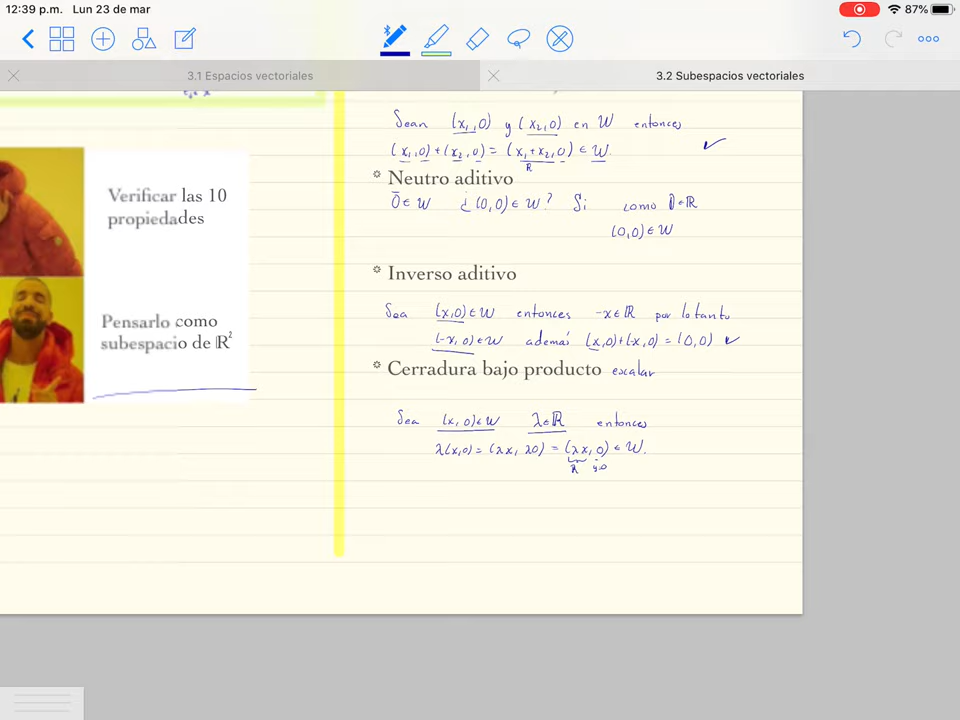 12:39 p.m. Lun 23 de mar
87%
3.1 Espacios vectoriales
3.2 Subespacios vectoriales
Sean (x₁,0) y (x₂,0) en W entonces
(x₁,0)+(x₂,0) = (x₁+x₂,0) ∈ W.
R
Neutro aditivo
0̄ ∈ W ¿(0,0) ∈ W? Si como 0 ∈ ℝ
(0,0) ∈ W
Inverso aditivo
Sea (x,0) ∈ W entonces -x ∈ ℝ por lo tanto
(-x,0) ∈ W además (x,0)+(-x,0) = (0,0) ✓
Cerradura bajo producto escalar
Sea (x,0) ∈ W λ ∈ ℝ entonces
λ(x,0) = (λx, λ0) = (λx, 0) ∈ W.
ℝ y=0
Verificar las 10
propiedades
Pensarlo como
subespacio de ℝ²